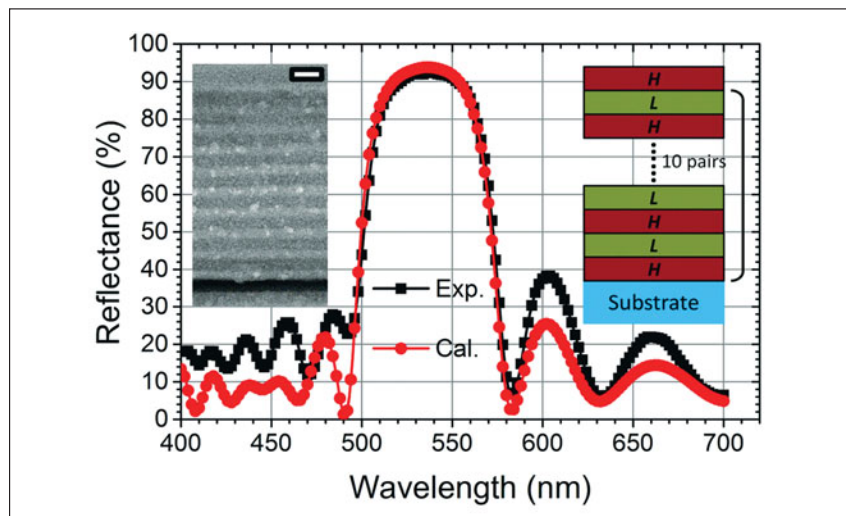 100
90
80
70
60
50
40
30
20
10
0
Reflectance (%)
400
450
500
550
600
650
700
Wavelength (nm)
Exp.
Cal.
H
L
H
10 pairs
L
H
L
H
Substrate